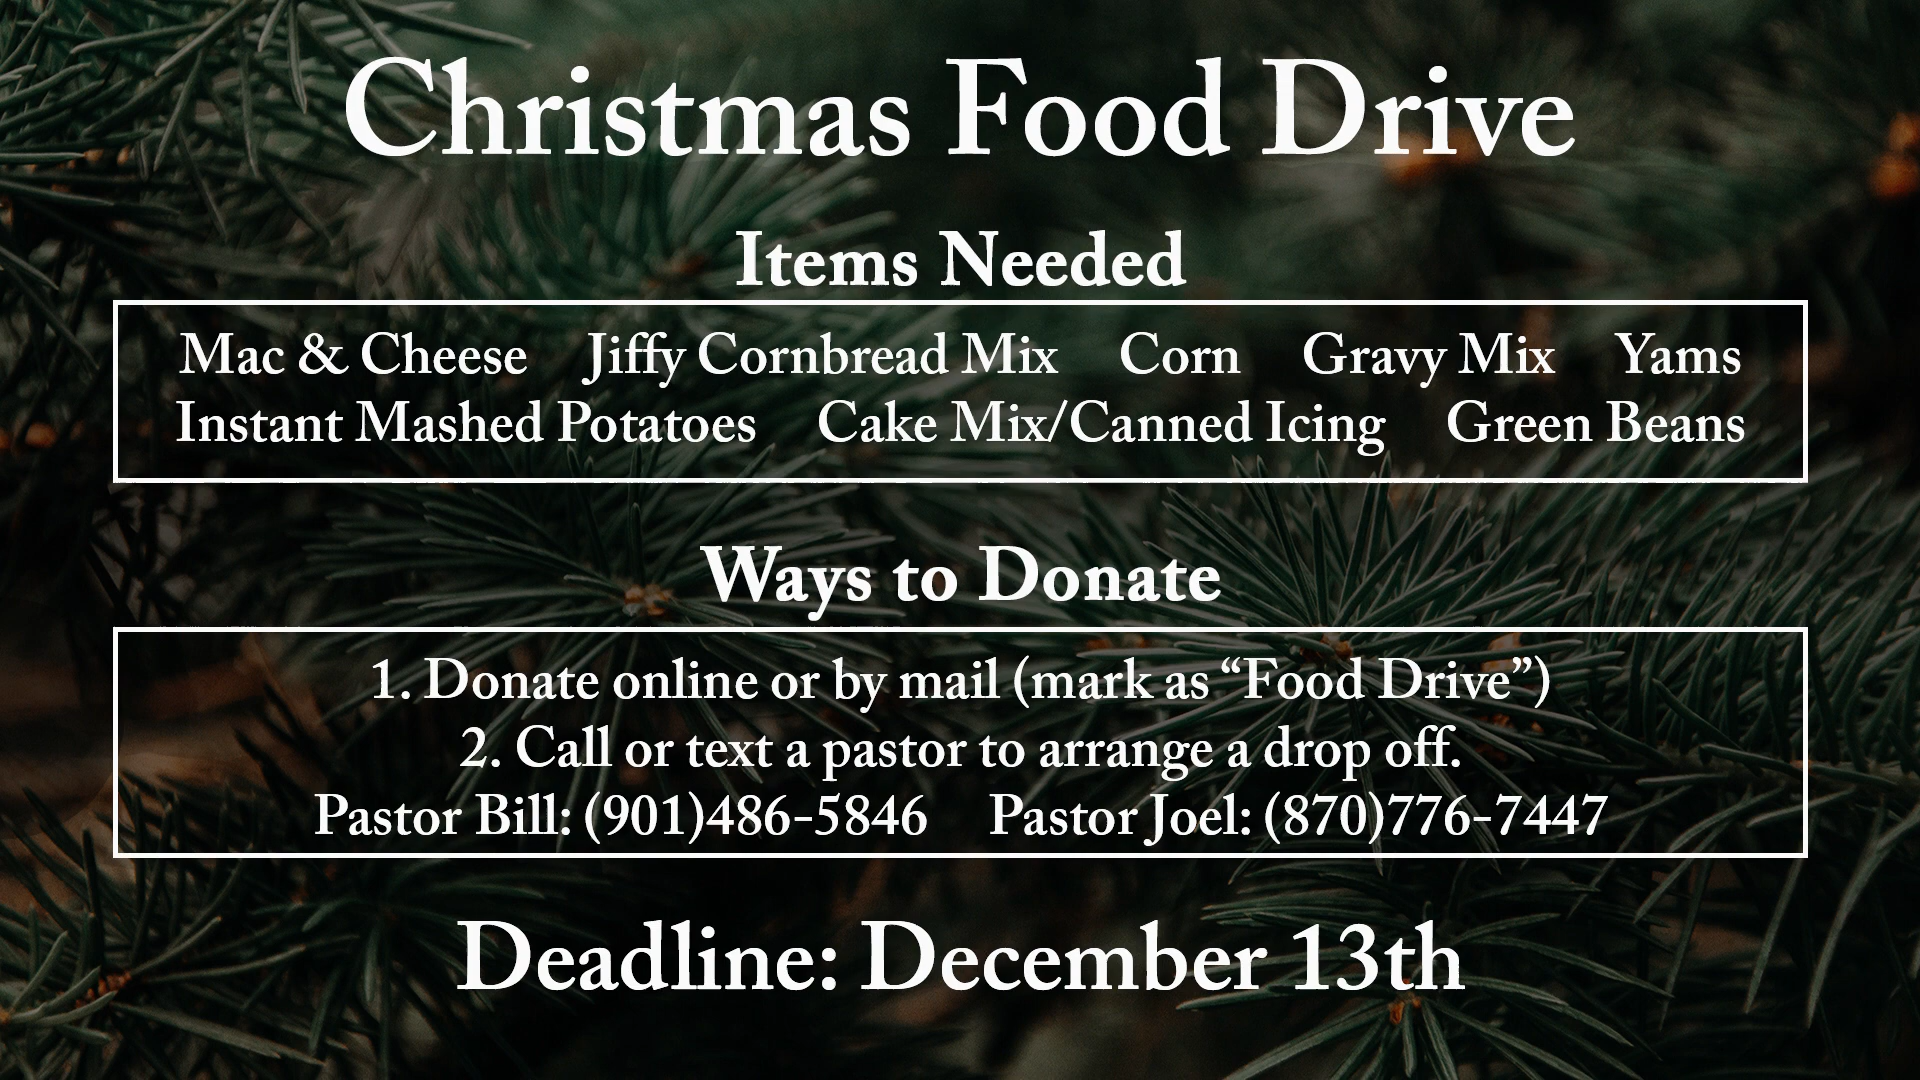 Christmas Food Drive
Items Needed
Mac & Cheese Jiffy Cornbread Mix Corn Gravy Mix Yams
Instant Mashed Potatoes Cake Mix/Canned Icing Green Beans
Ways to Donate
1. Donate online or by mail (mark as “Food Drive”)
2. Call or text a pastor to arrange a drop off.
Pastor Bill: (901)486-5846 Pastor Joel: (870)776-7447
Deadline: December 13th